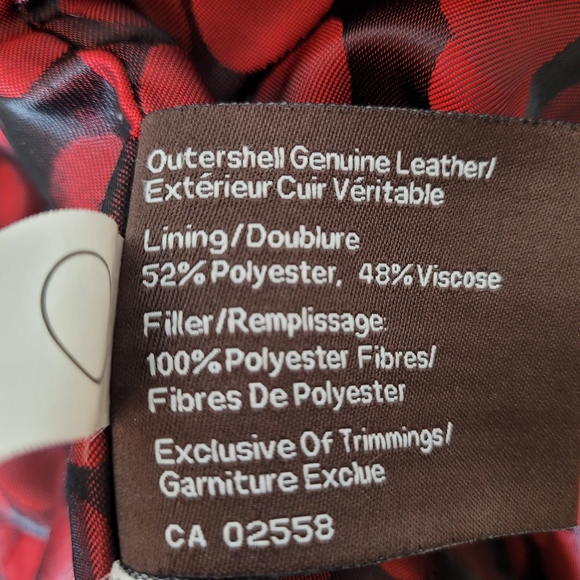 Outershell Genuine Leather/
Extérieur Cuir Véritable
Lining/Doublure
52% Polyester, 48% Viscose
Filler/Remplissage:
100% Polyester Fibres/
Fibres De Polyester
Exclusive Of Trimmings/
Garniture Exclue
CA 02558